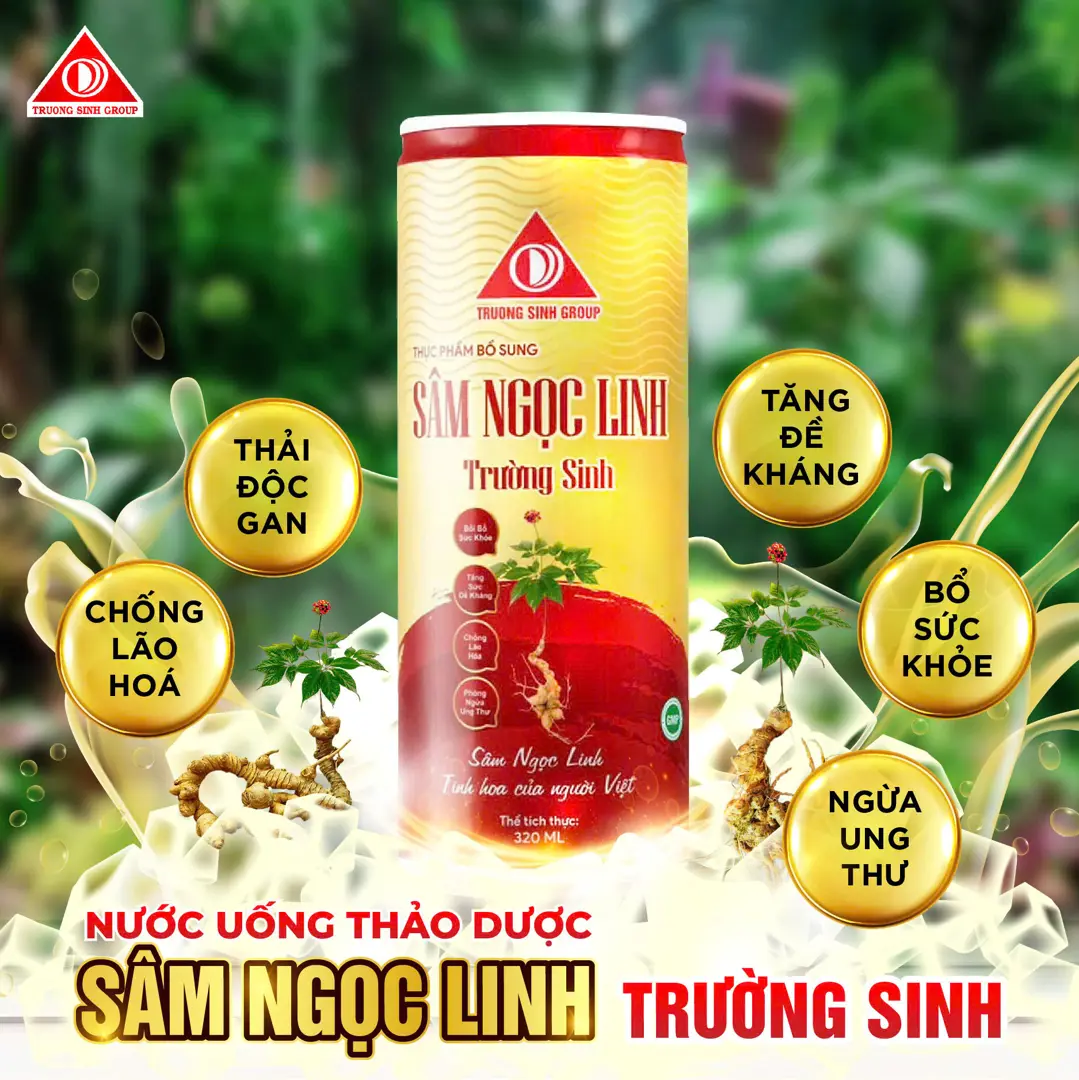 TRUONG SINH GROUP
TRUONG SINH GROUP
THỰC PHẨM BỔ SUNG
SÂM NGỌC LINH
Trường Sinh
Bồi Bổ
Sức Khỏe
Tăng
Sức
Đề Kháng
Chống
Lão
Hóa
Phòng
Ngừa
Ung Thư
GMP
Sâm Ngọc Linh
Tinh hoa của người Việt
Thể tích thực:
320 ML
THẢI
ĐỘC
GAN
CHỐNG
LÃO
HOÁ
TĂNG
ĐỀ
KHÁNG
BỔ
SỨC
KHỎE
NGỪA
UNG
THƯ
NƯỚC UỐNG THẢO DƯỢC
SÂM NGỌC LINH TRƯỜNG SINH